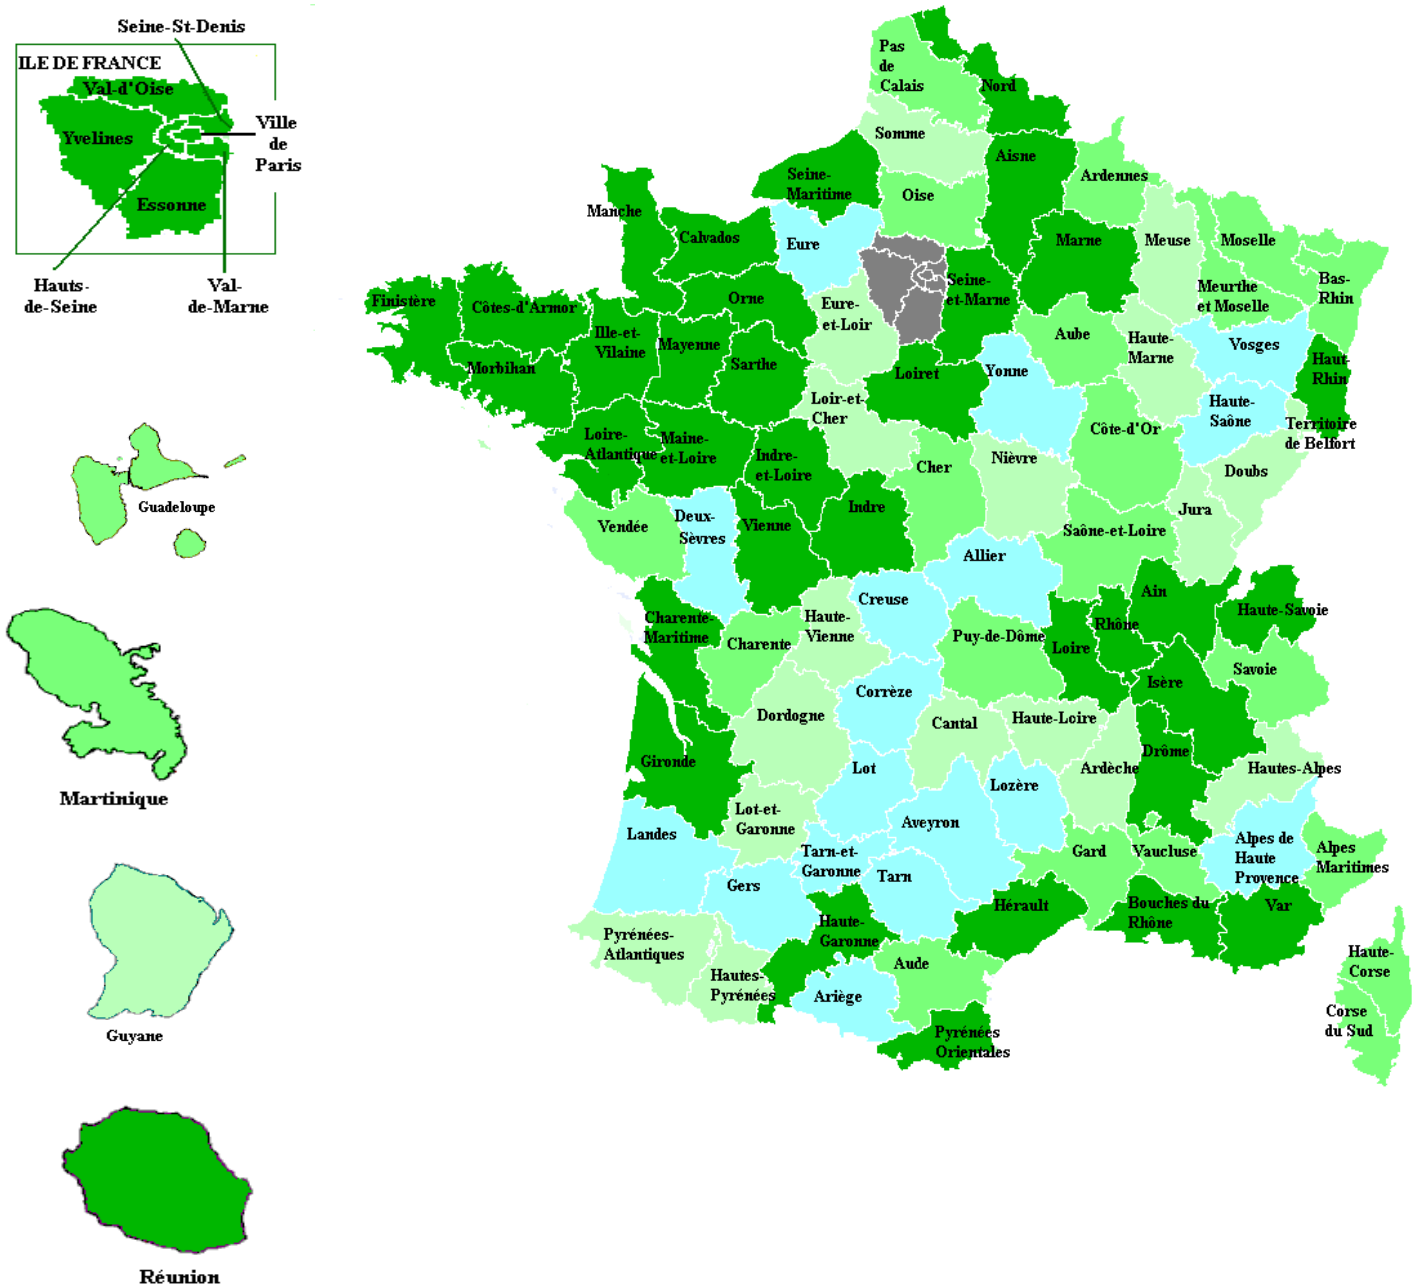 Seine-St-Denis
ILE DE FRANCE
Val-d'Oise
Yvelines
Ville
de
Paris
Essonne
Hauts-
de-Seine
Val-
de-Marne
Guadeloupe
Martinique
Guyane
Réunion
Pas
de
Calais
Nord
Somme
Aisne
Seine-
Maritime
Oise
Ardennes
Manche
Calvados
Eure
Marne
Meuse
Moselle
Meurthe
et Moselle
Bas-
Rhin
Seine-
et-Marne
Finistère
Côtes-d'Armor
Orne
Eure-
et-Loir
Ille-et-
Vilaine
Mayenne
Sarthe
Morbihan
Loiret
Yonne
Aube
Haute-
Marne
Vosges
Haut-
Rhin
Loir-et-
Cher
Haute-
Saône
Territoire
de Belfort
Loire-
Atlantique
Maine-
et-Loire
Indre-
et-Loire
Cher
Nièvre
Côte-d'Or
Doubs
Jura
Vendée
Deux-
Sèvres
Vienne
Indre
Saône-et-Loire
Allier
Creuse
Ain
Haute-Savoie
Charente-
Maritime
Charente
Haute-
Vienne
Puy-de-Dôme
Loire
Rhône
Savoie
Isère
Corrèze
Dordogne
Cantal
Haute-Loire
Gironde
Lot
Lozère
Ardèche
Drôme
Hautes-Alpes
Landes
Lot-et-
Garonne
Aveyron
Tarn-et-
Garonne
Gers
Tarn
Gard
Vaucluse
Alpes de
Haute
Provence
Alpes
Maritimes
Hérault
Bouches du
Rhône
Var
Haute-
Garonne
Pyrénées-
Atlantiques
Hautes-
Pyrénées
Ariège
Aude
Pyrénées
Orientales
Haute-
Corse
Corse
du Sud